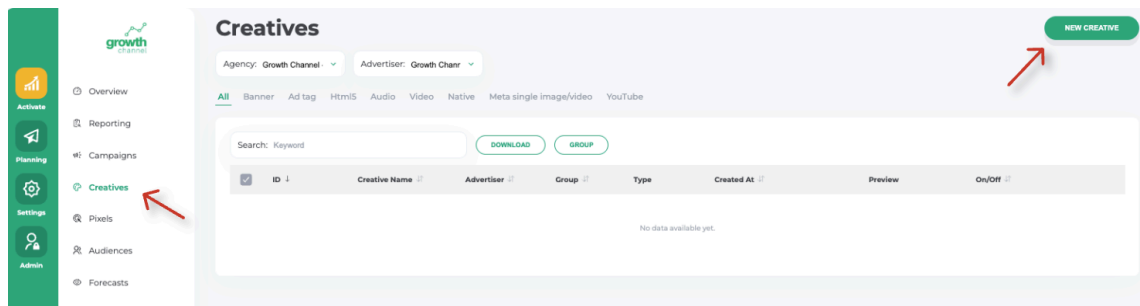 growth
channel
Activate
Planning
Settings
Admin
Overview
Reporting
Campaigns
Creatives
Pixels
Audiences
Forecasts
Creatives
NEW CREATIVE
Agency: Growth Channel - Advertiser: Growth Chanr
All Banner Ad tag Html5 Audio Video Native Meta single image/video YouTube
Search: Keyword DOWNLOAD GROUP
ID Creative Name Advertiser Group Type Created At Preview On/Off
No data available yet.